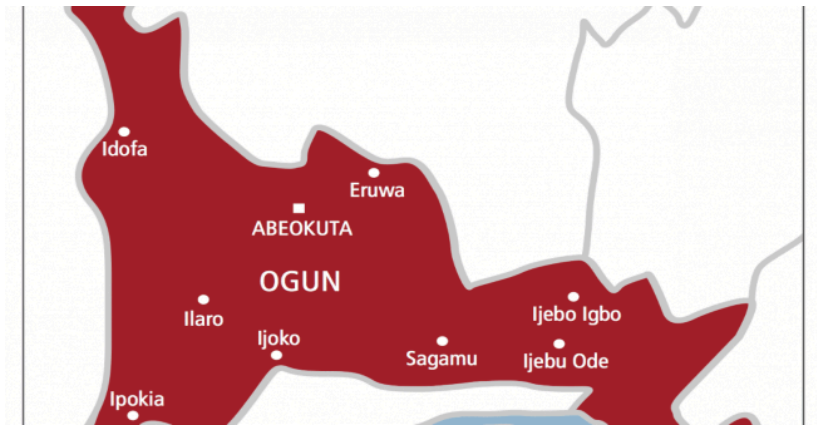 Idofa
Eruwa
ABEOKUTA
OGUN
Ilaro
Ijebo Igbo
Ijoko
Sagamu
Ijebu Ode
Ipokia